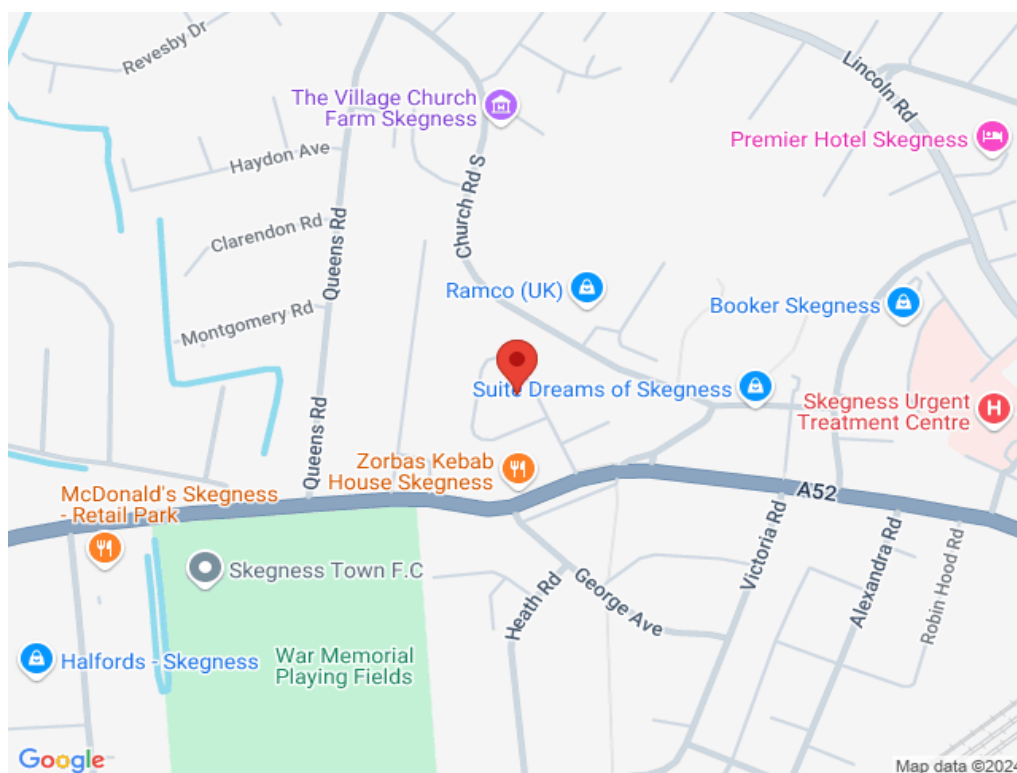 Revesby Dr
Lincoln Rd
The Village Church
Farm Skegness
Premier Hotel Skegness
Haydon Ave
Church Rd S
Clarendon Rd
Queens Rd
Ramco (UK)
Booker Skegness
Montgomery Rd
Suite Dreams of Skegness
Skegness Urgent
Treatment Centre
Queens Rd
Zorbas Kebab
House Skegness
McDonald's Skegness
- Retail Park
A52
Victoria Rd
Alexandra Rd
Robin Hood Rd
Skegness Town F.C
Heath Rd
George Ave
War Memorial
Playing Fields
Halfords - Skegness
Google
Map data ©2024